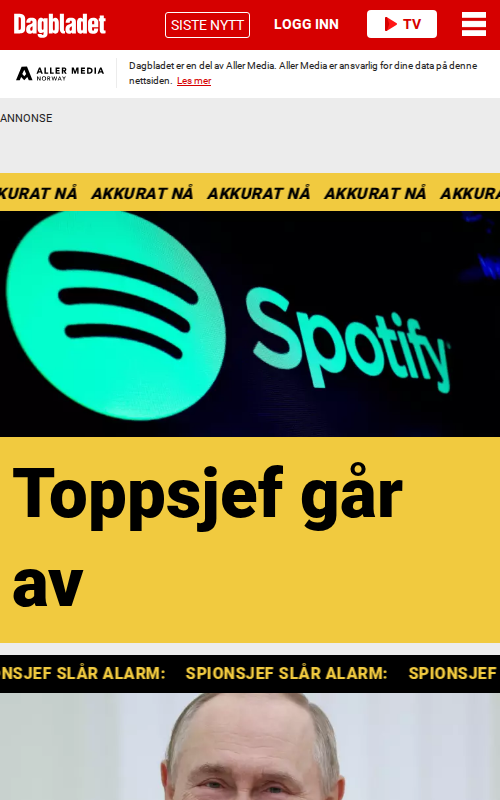 Dagbladet SISTE NYTT LOGG INN TV
ALLER MEDIA NORWAY
Dagbladet er en del av Aller Media. Aller Media er ansvarlig for dine data på denne
nettsiden. Les mer
ANNONSE
KURAT NÅ AKKURAT NÅ AKKURAT NÅ AKKURAT NÅ AKKURA
Spotify
Toppsjef går
av
NSJEF SLÅR ALARM: SPIONSJEF SLÅR ALARM: SPIONSJEF